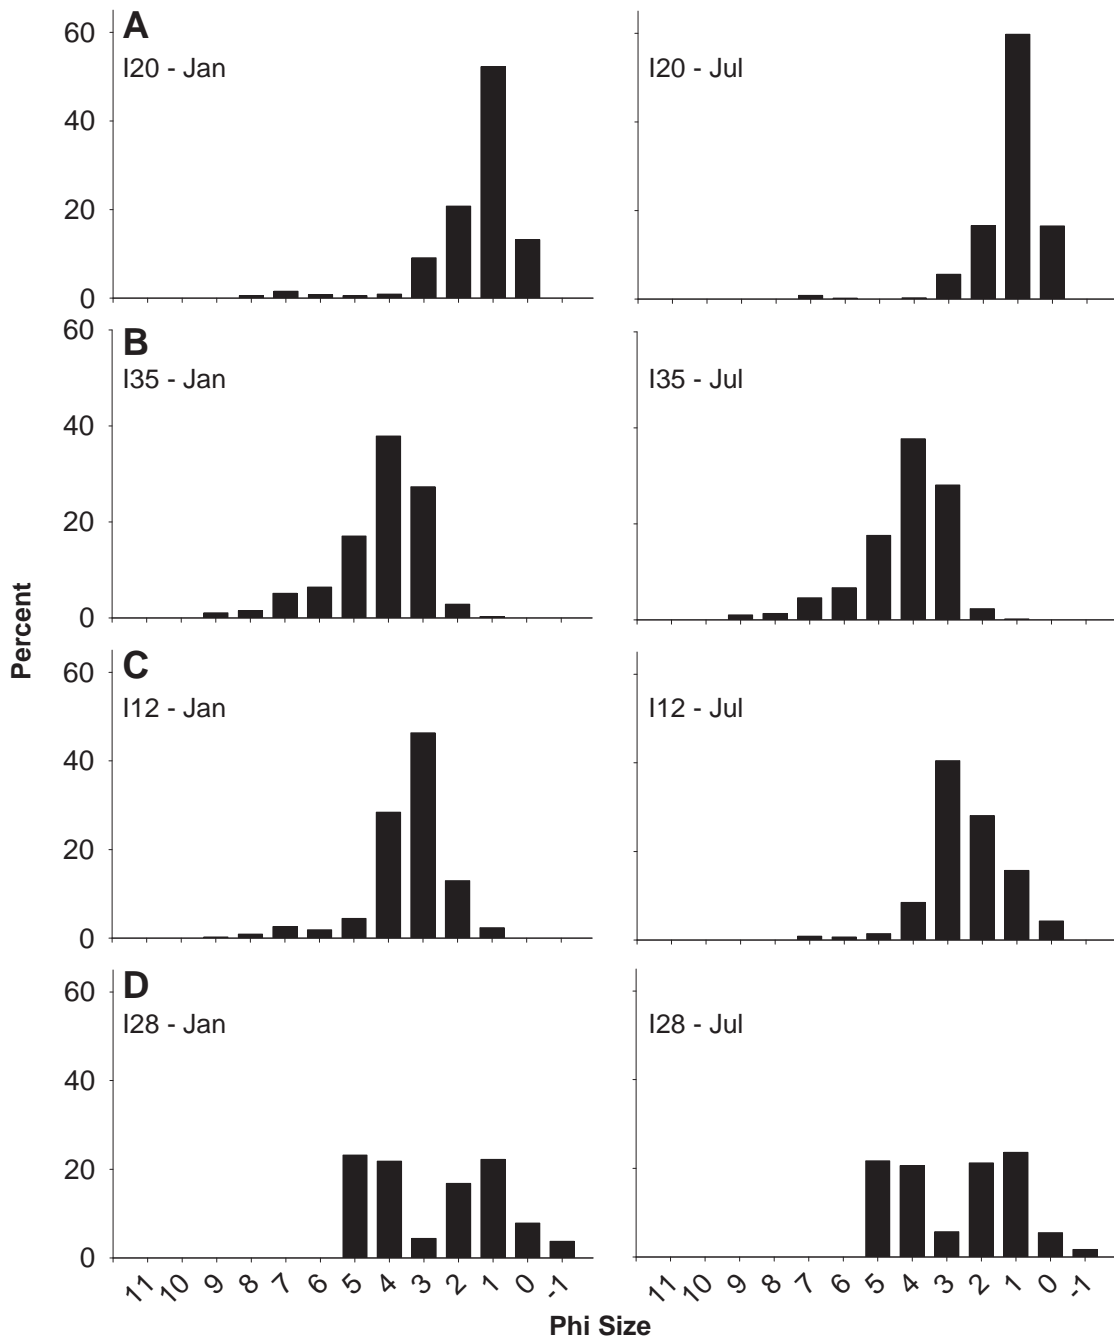 A
I20 - Jan
I20 - Jul
60
40
20
0
B
I35 - Jan
I35 - Jul
60
40
20
0
C
I12 - Jan
I12 - Jul
60
40
20
0
D
I28 - Jan
I28 - Jul
60
40
20
0
Percent
11 10 9 8 7 6 5 4 3 2 1 0 -1
11 10 9 8 7 6 5 4 3 2 1 0 -1
Phi Size